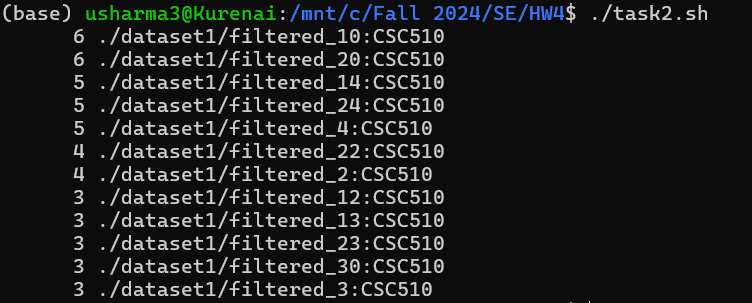 (base) usharma3@Kurenai:/mnt/c/Fall 2024/SE/HW4$ ./task2.sh
6 ./dataset1/filtered_10:CSC510
6 ./dataset1/filtered_20:CSC510
5 ./dataset1/filtered_14:CSC510
5 ./dataset1/filtered_24:CSC510
5 ./dataset1/filtered_4:CSC510
4 ./dataset1/filtered_22:CSC510
4 ./dataset1/filtered_2:CSC510
3 ./dataset1/filtered_12:CSC510
3 ./dataset1/filtered_13:CSC510
3 ./dataset1/filtered_23:CSC510
3 ./dataset1/filtered_30:CSC510
3 ./dataset1/filtered_3:CSC510